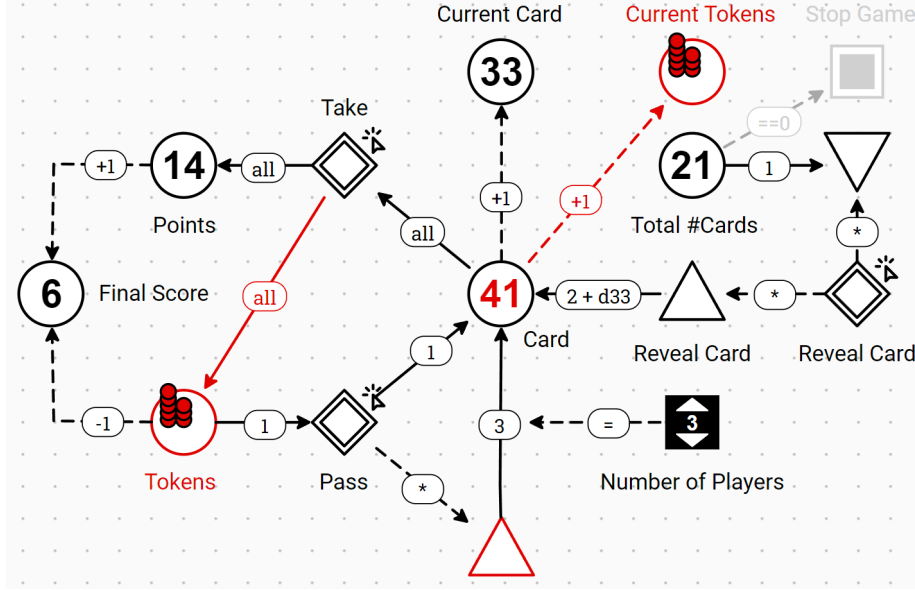 Current Card
Current Tokens
Stop Game
33
==0
Take
+1
14
all
21
1
Points
+1
+1
Total #Cards
*
all
6
Final Score
all
41
2 + d33
*
Card
Reveal Card
Reveal Card
1
-1
1
3
=
3
Tokens
Pass
*
Number of Players